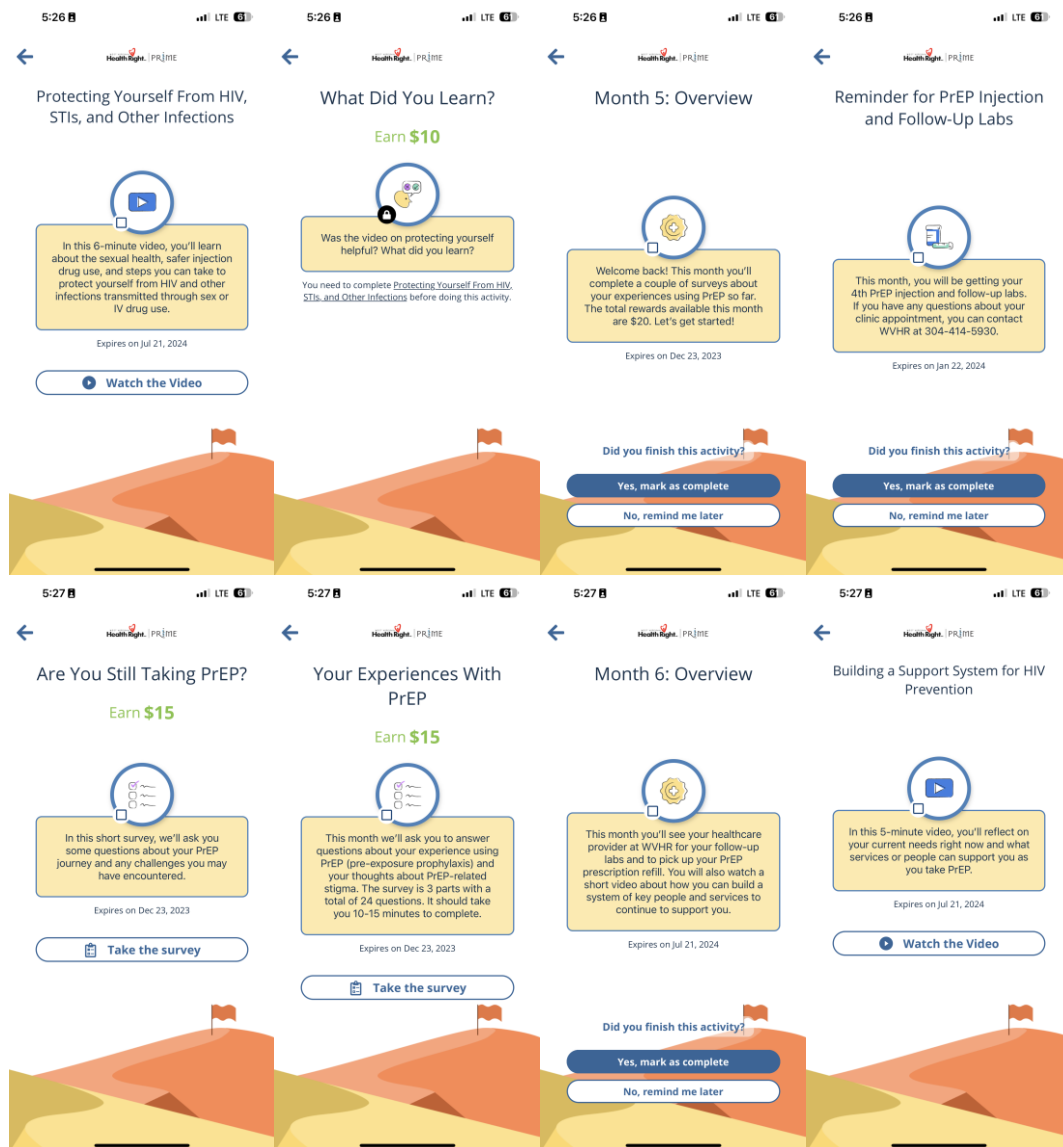 5:26
LTE
6
HealthRight. | PRIME
Protecting Yourself From HIV,
STIs, and Other Infections
In this 6-minute video, you'll learn
about the sexual health, safer injection
drug use, and steps you can take to
protect yourself from HIV and other
infections transmitted through sex or
IV drug use.
Expires on Jul 21, 2024
Watch the Video
5:26
LTE
6
HealthRight. | PRIME
What Did You Learn?
Earn $10
Was the video on protecting yourself
helpful? What did you learn?
You need to complete Protecting Yourself From HIV,
STIs, and Other Infections before doing this activity.
5:26
LTE
6
HealthRight. | PRIME
Month 5: Overview
Welcome back! This month you'll
complete a couple of surveys about
your experiences using PrEP so far.
The total rewards available this month
are $20. Let's get started!
Expires on Dec 23, 2023
Did you finish this activity?
Yes, mark as complete
No, remind me later
5:26
LTE
6
HealthRight. | PRIME
Reminder for PrEP Injection
and Follow-Up Labs
This month, you will be getting your
4th PrEP injection and follow-up labs.
If you have any questions about your
clinic appointment, you can contact
WVHR at 304-414-5930.
Expires on Jan 22, 2024
Did you finish this activity?
Yes, mark as complete
No, remind me later
5:27
LTE
6
HealthRight. | PRIME
Are You Still Taking PrEP?
Earn $15
In this short survey, we'll ask you
some questions about your PrEP
journey and any challenges you may
have encountered.
Expires on Dec 23, 2023
Take the survey
5:27
LTE
6
HealthRight. | PRIME
Your Experiences With
PrEP
Earn $15
This month we'll ask you to answer
questions about your experience using
PrEP (pre-exposure prophylaxis) and
your thoughts about PrEP-related
stigma. The survey is 3 parts with a
total of 24 questions. It should take
you 10-15 minutes to complete.
Expires on Dec 23, 2023
Take the survey
5:27
LTE
6
HealthRight. | PRIME
Month 6: Overview
This month you'll see your healthcare
provider at WVHR for your follow-up
labs and to pick up your PrEP
prescription refill. You will also watch a
short video about how you can build a
system of key people and services to
continue to support you.
Expires on Jul 21, 2024
Did you finish this activity?
Yes, mark as complete
No, remind me later
5:27
LTE
6
HealthRight. | PRIME
Building a Support System for HIV
Prevention
In this 5-minute video, you'll reflect on
your current needs right now and what
services or people can support you as
you take PrEP.
Expires on Jul 21, 2024
Watch the Video